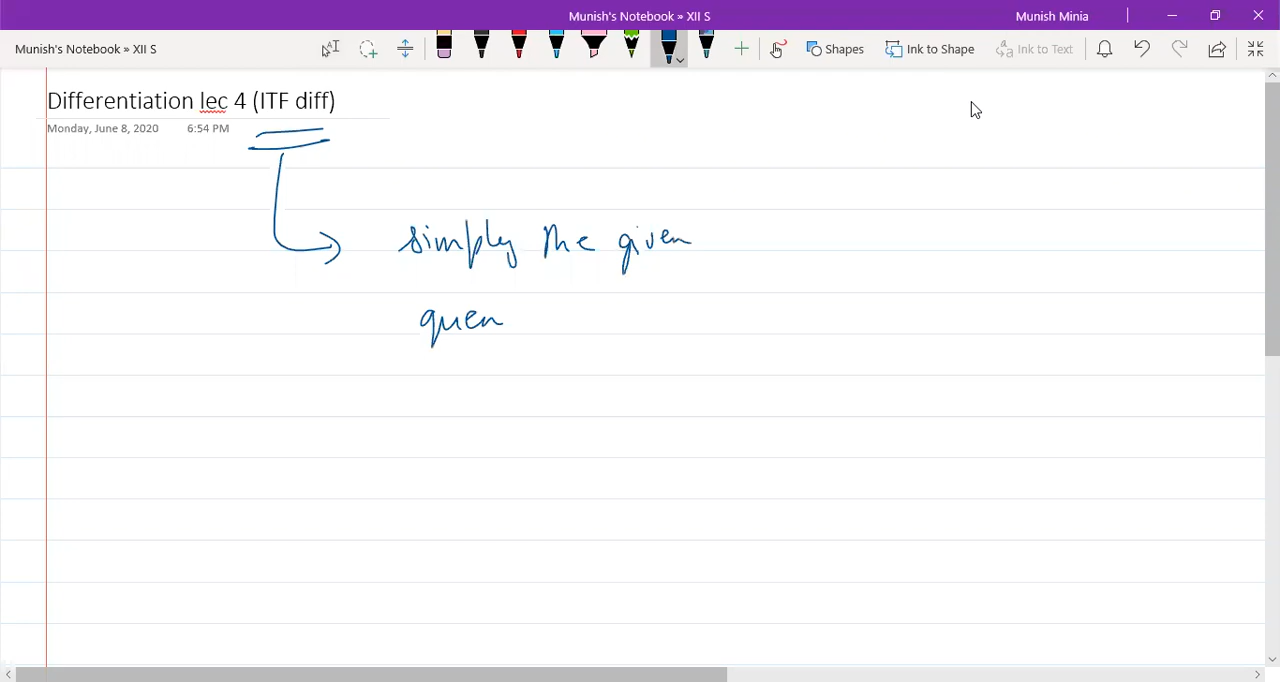 Munish's Notebook » XII S
Munish Minia
Munish's Notebook » XII S
Shapes
Ink to Shape
Ink to Text
Differentiation lec 4 (ITF diff)
Monday, June 8, 2020 6:54 PM
simply the given
quen